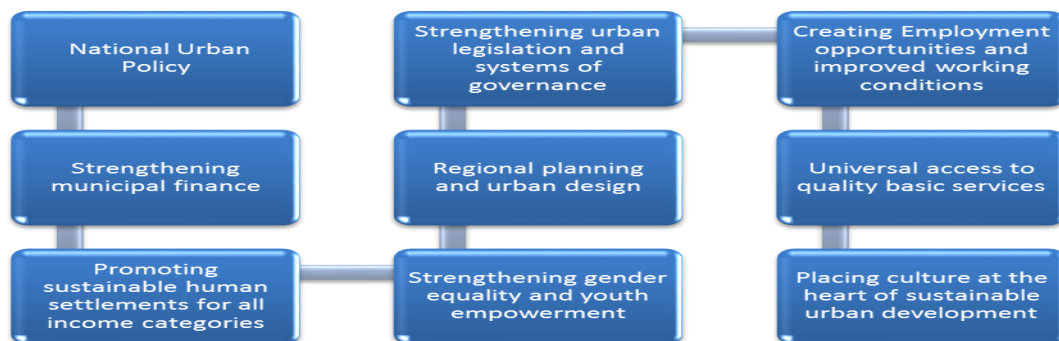 National Urban
Policy
Strengthening
municipal finance
Promoting
sustainable human
settlements for all
income categories
Strengthening gender
equality and youth
empowerment
Regional planning
and urban design
Strengthening urban
legislation and
systems of
governance
Creating Employment
opportunities and
improved working
conditions
Universal access to
quality basic services
Placing culture at the
heart of sustainable
urban development